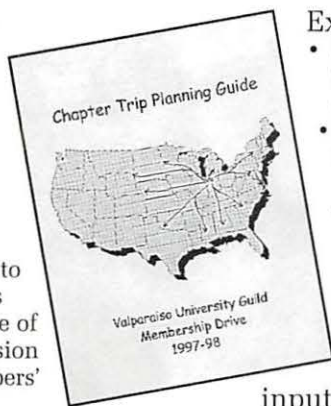 Ex
•
•
Chapter Trip Planning Guide
Valparaiso University Guild
Membership Drive
1997-98
to
s
e of
sion
bers'
input